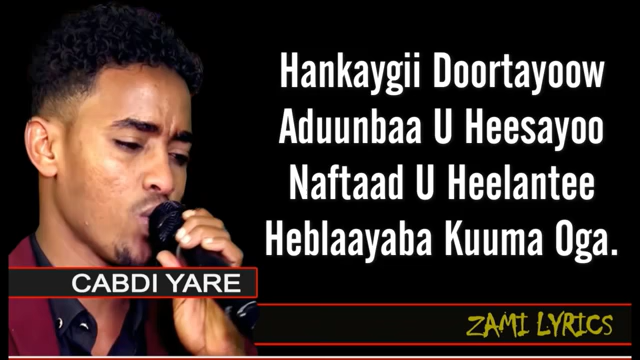 Hankaygii Doortayoow
Aduunbaa U Heesayoo
Naftaad U Heelantee
Heblaayaba Kuuma Oga.
CABDI YARE
ZAMI LYRICS